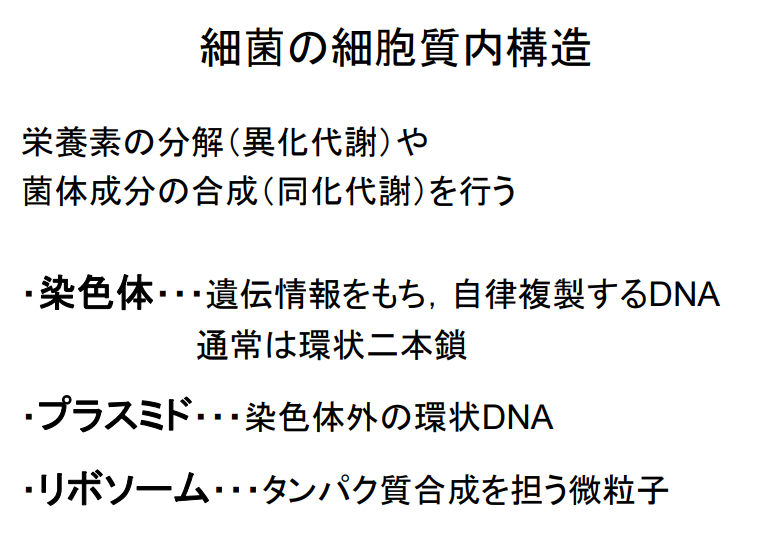 細菌の細胞質内構造
栄養素の分解（異化代謝）や
菌体成分の合成（同化代謝）を行う
・染色体・・・遺伝情報をもち，自律複製するDNA
通常は環状二本鎖
・プラスミド・・・染色体外の環状DNA
・リボソーム・・・タンパク質合成を担う微粒子